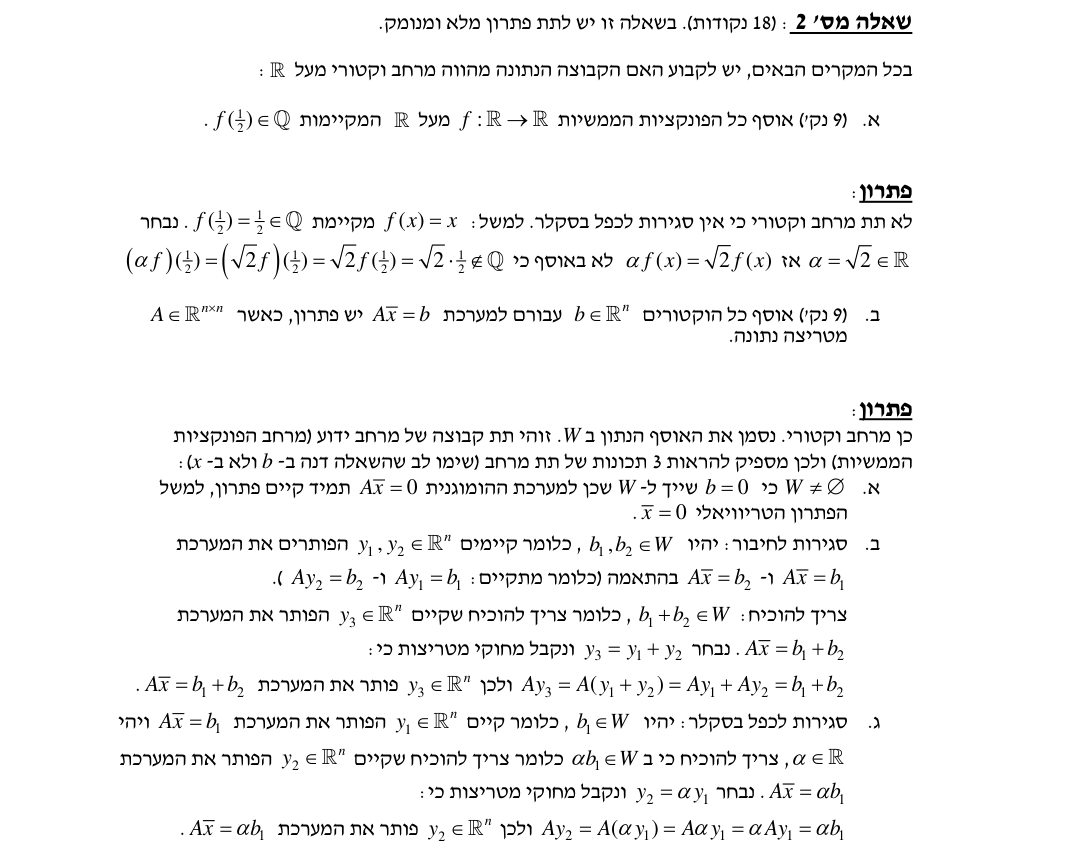 שאלה מס׳ 2 : (18 נקודות). בשאלה זו יש לתת פתרון מלא ומנומק.
בכל המקרים הבאים, יש לקבוע האם הקבוצה הנתונה מהווה מרחב וקטורי מעל ℝ :
א. (9 נק׳) אוסף כל הפונקציות הממשיות f : ℝ → ℝ מעל ℝ המקיימות f(½) ∈ ℚ .
פתרון:
לא תת מרחב וקטורי כי אין סגירות לכפל בסקלר. למשל: f(x) = x מקיימת f(½) = ½ ∈ ℚ . נבחר
α = √2 ∈ ℝ אז αf(x) = √2f(x) לא באוסף כי (αf)(½) = (√2f)(½) = √2f(½) = √2·½ ∉ ℚ
ב. (9 נק׳) אוסף כל הוקטורים b ∈ ℝⁿ עבורם למערכת Ax̅ = b יש פתרון, כאשר A ∈ ℝⁿˣⁿ
מטריצה נתונה.
פתרון:
כן מרחב וקטורי. נסמן את האוסף הנתון ב W. זוהי תת קבוצה של מרחב ידוע (מרחב הפונקציות
הממשיות) ולכן מספיק להראות 3 תכונות של תת מרחב (שימו לב שהשאלה דנה ב- b ולא ב- x):
א. W ≠ ∅ כי b = 0 שייך ל- W שכן למערכת ההומוגנית Ax̅ = 0 תמיד קיים פתרון, למשל
הפתרון הטריוויאלי x̅ = 0 .
ב. סגירות לחיבור: יהיו b₁,b₂ ∈ W , כלומר קיימים y₁, y₂ ∈ ℝⁿ הפותרים את המערכת
Ax̅ = b₁ ו- Ax̅ = b₂ בהתאמה (כלומר מתקיים: Ay₁ = b₁ ו- Ay₂ = b₂ ).
צריך להוכיח: b₁ + b₂ ∈ W , כלומר צריך להוכיח שקיים y₃ ∈ ℝⁿ הפותר את המערכת
Ax̅ = b₁ + b₂ . נבחר y₃ = y₁ + y₂ ונקבל מחוקי מטריצות כי:
Ay₃ = A(y₁ + y₂) = Ay₁ + Ay₂ = b₁ + b₂ ולכן y₃ ∈ ℝⁿ פותר את המערכת Ax̅ = b₁ + b₂ .
ג. סגירות לכפל בסקלר: יהיו b₁ ∈ W , כלומר קיים y₁ ∈ ℝⁿ הפותר את המערכת Ax̅ = b₁ ויהי
α ∈ ℝ , צריך להוכיח כי ב αb₁ ∈ W כלומר צריך להוכיח שקיים y₂ ∈ ℝⁿ הפותר את המערכת
Ax̅ = αb₁ . נבחר y₂ = αy₁ ונקבל מחוקי מטריצות כי:
Ay₂ = A(αy₁) = Aαy₁ = αAy₁ = αb₁ ולכן y₂ ∈ ℝⁿ פותר את המערכת Ax̅ = αb₁ .